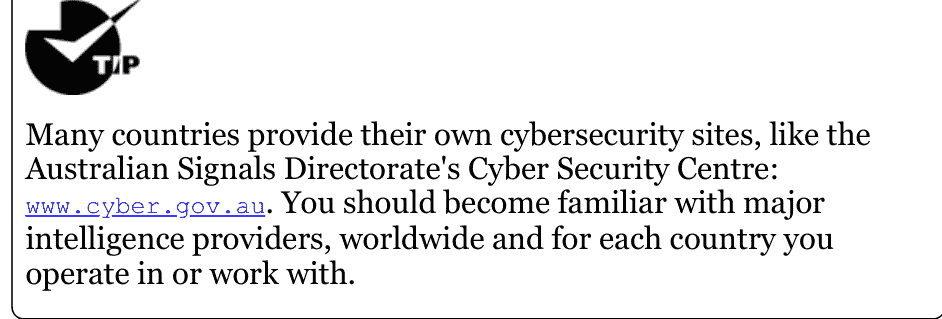 TIP
Many countries provide their own cybersecurity sites, like the
Australian Signals Directorate's Cyber Security Centre:
www.cyber.gov.au. You should become familiar with major
intelligence providers, worldwide and for each country you
operate in or work with.